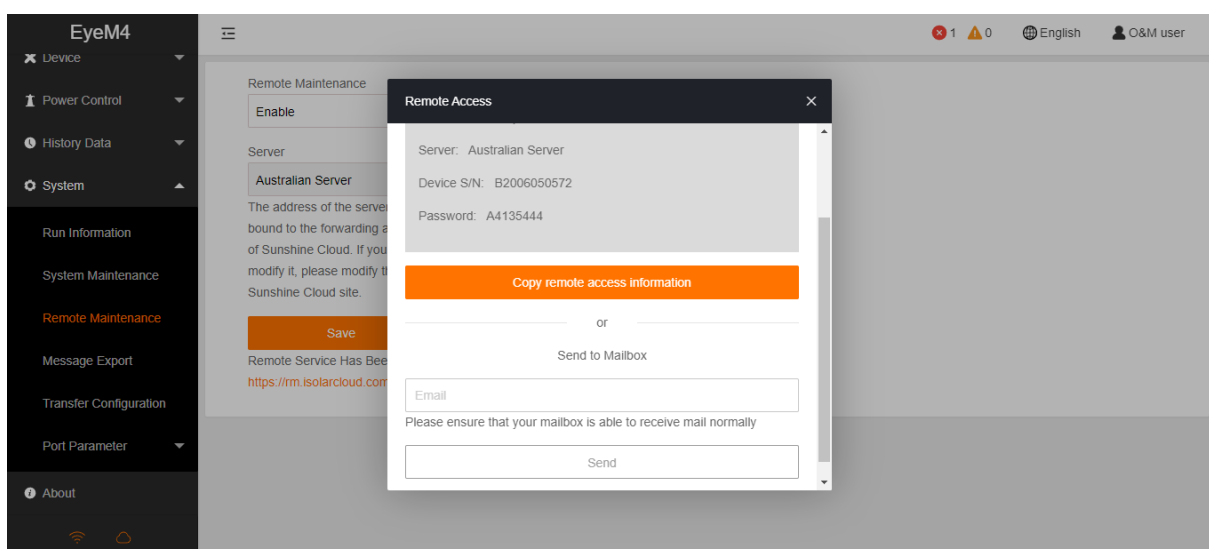 EyeM4
1
0
English
O&M user
Device
Power Control
History Data
System
Run Information
System Maintenance
Remote Maintenance
Message Export
Transfer Configuration
Port Parameter
About
Remote Maintenance
Enable
Server
Australian Server
The address of the server
bound to the forwarding a
of Sunshine Cloud. If you
modify it, please modify th
Sunshine Cloud site.
Save
Remote Service Has Bee
https://rm.isolarcloud.com
Remote Access
Server: Australian Server
Device S/N: B2006050572
Password: A4135444
Copy remote access information
or
Send to Mailbox
Email
Please ensure that your mailbox is able to receive mail normally
Send